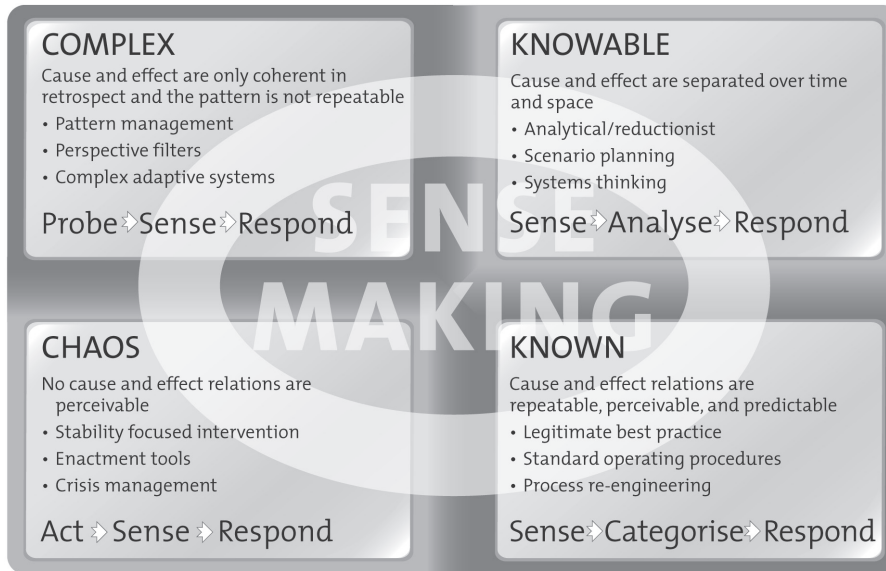 COMPLEX
Cause and effect are only coherent in
retrospect and the pattern is not repeatable
• Pattern management
• Perspective filters
• Complex adaptive systems
Probe Sense Respond
KNOWABLE
Cause and effect are separated over time
and space
• Analytical/reductionist
• Scenario planning
• Systems thinking
Sense Analyse Respond
SENSE
MAKING
CHAOS
No cause and effect relations are
perceivable
• Stability focused intervention
• Enactment tools
• Crisis management
Act Sense Respond
KNOWN
Cause and effect relations are
repeatable, perceivable, and predictable
• Legitimate best practice
• Standard operating procedures
• Process re-engineering
Sense Categorise Respond